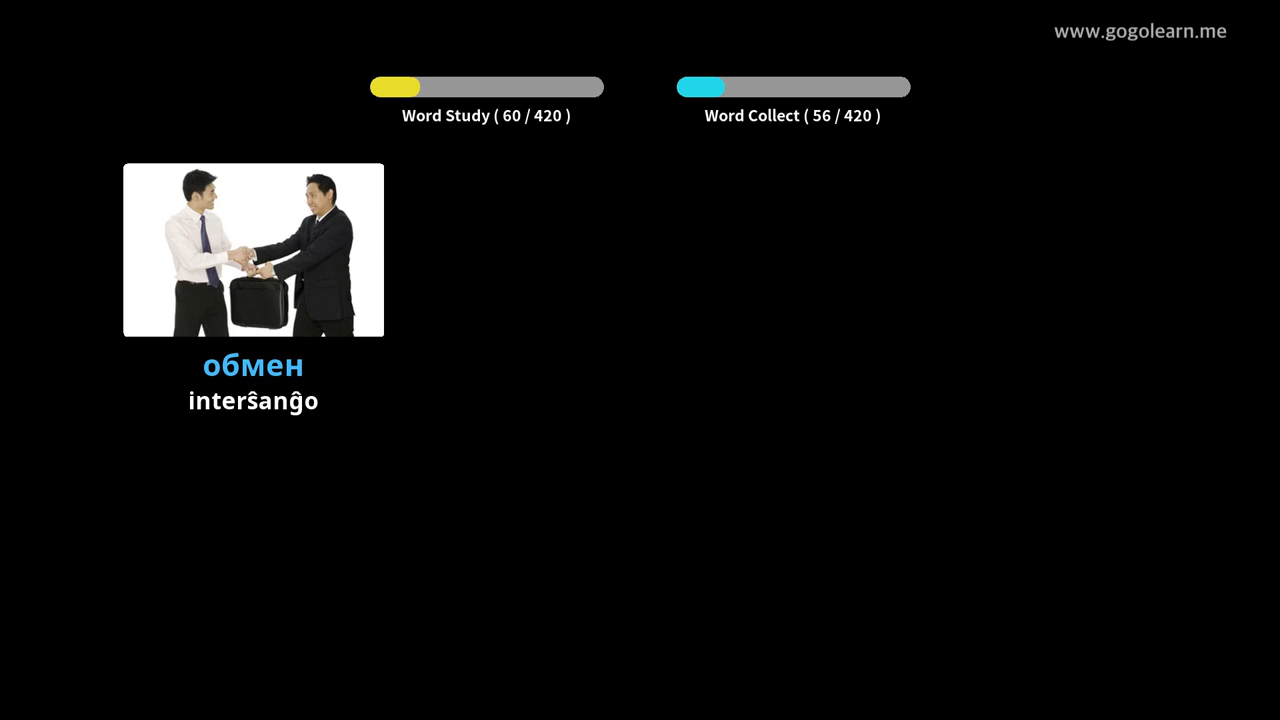 www.gogolearn.me
Word Study ( 60 / 420 )
Word Collect ( 56 / 420 )
обмен
interŝanĝo